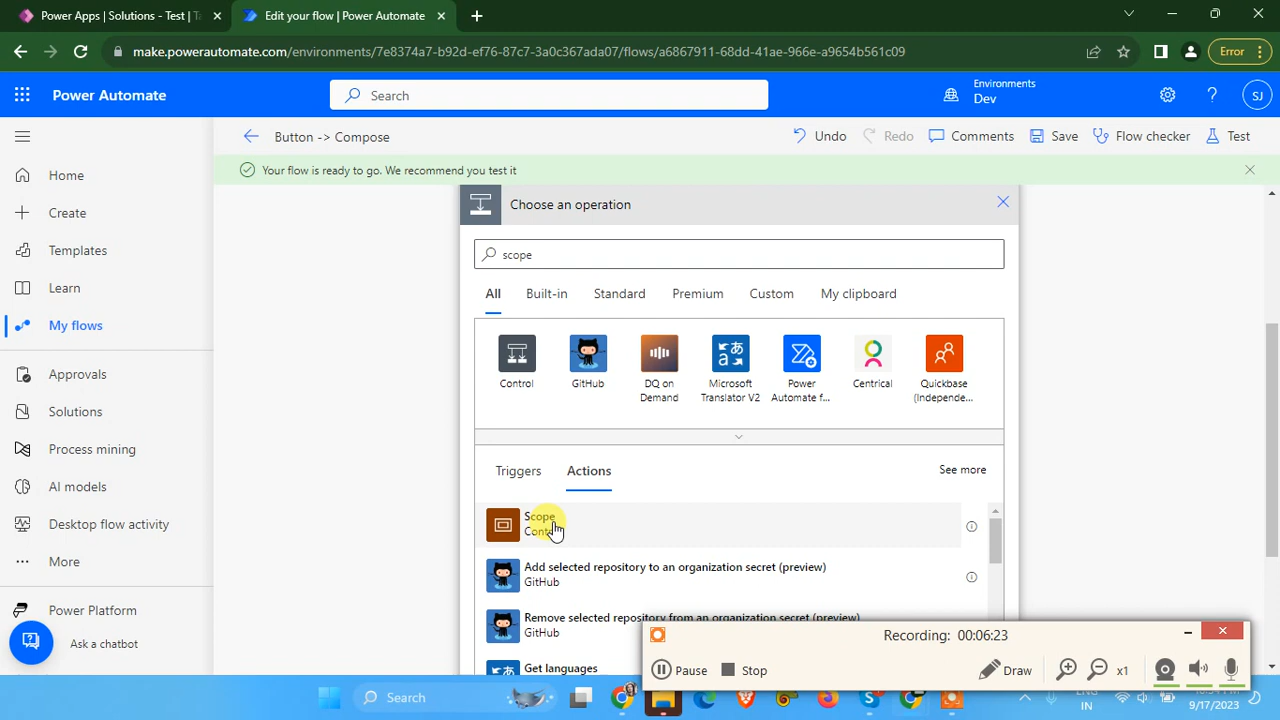 Power Apps | Solutions - Test | T
Edit your flow | Power Automate
make.powerautomate.com/environments/7e8374a7-b92d-ef76-87c7-3a0c367ada07/flows/a6867911-68dd-41ae-966e-a9654b561c09
Error
Power Automate
Search
Environments
Dev
SJ
Button -> Compose
Undo
Redo
Comments
Save
Flow checker
Test
Your flow is ready to go. We recommend you test it
Home
Create
Templates
Learn
My flows
Approvals
Solutions
Process mining
AI models
Desktop flow activity
More
Power Platform
Ask a chatbot
Choose an operation
scope
All
Built-in
Standard
Premium
Custom
My clipboard
Control
GitHub
DQ on
Demand
Microsoft
Translator V2
Power
Automate f...
Centrical
Quickbase
(Independe...
Triggers
Actions
See more
Scope
Add selected repository to an organization secret (preview)
GitHub
Remove selected repository from an organization secret (preview)
GitHub
Get languages
Recording: 00:06:23
Pause
Stop
Draw
x1
Search
ENG
IN
9/17/2023